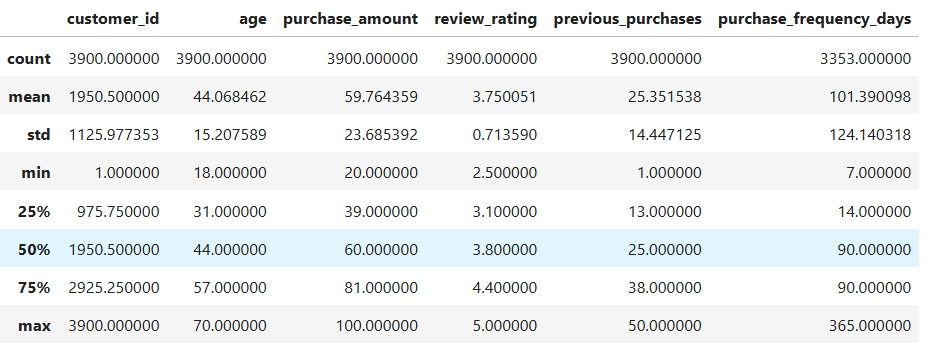 customer_id age purchase_amount review_rating previous_purchases purchase_frequency_days
count 3900.000000 3900.000000 3900.000000 3900.000000 3900.000000 3353.000000
mean 1950.500000 44.068462 59.764359 3.750051 25.351538 101.390098
std 1125.977353 15.207589 23.685392 0.713590 14.447125 124.140318
min 1.000000 18.000000 20.000000 2.500000 1.000000 7.000000
25% 975.750000 31.000000 39.000000 3.100000 13.000000 14.000000
50% 1950.500000 44.000000 60.000000 3.800000 25.000000 90.000000
75% 2925.250000 57.000000 81.000000 4.400000 38.000000 90.000000
max 3900.000000 70.000000 100.000000 5.000000 50.000000 365.000000